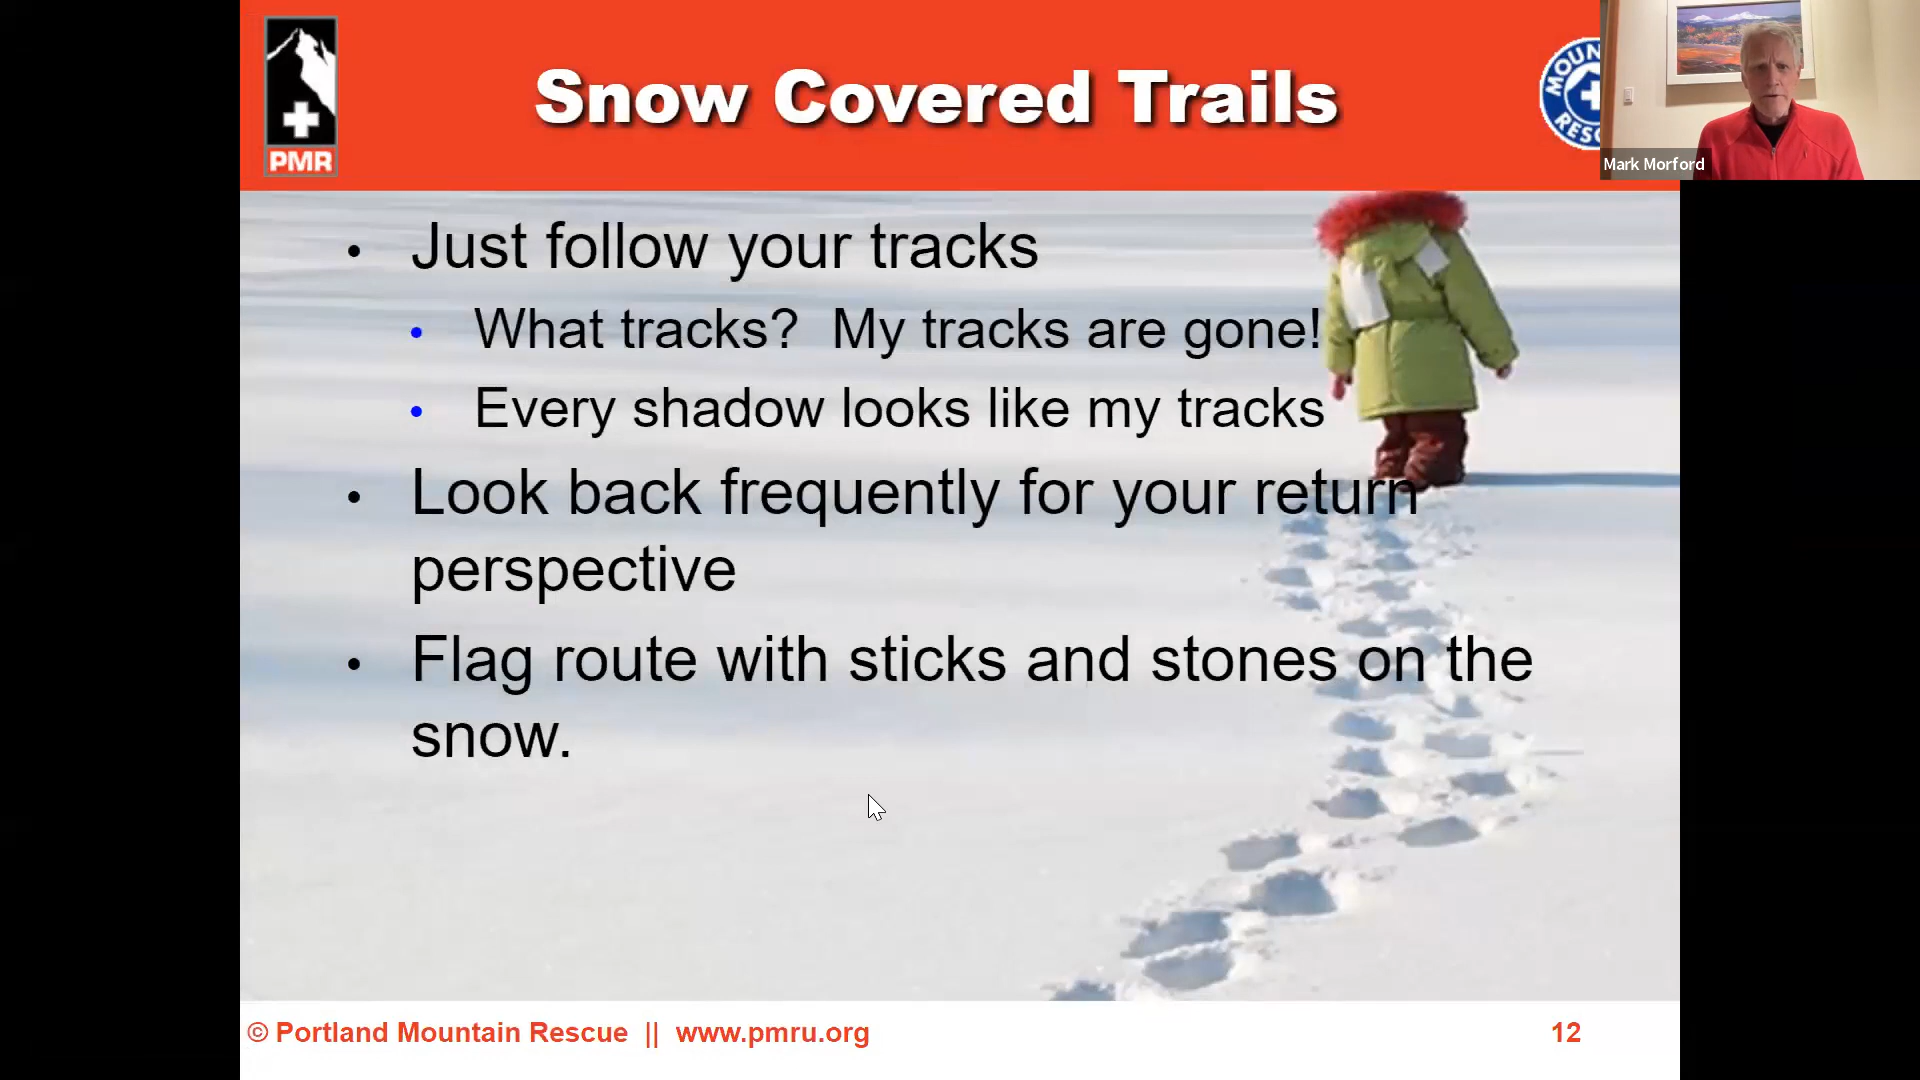 Snow Covered Trails
PMR
MOUN
RESC
Mark Morford
• Just follow your tracks
• What tracks?  My tracks are gone!
• Every shadow looks like my tracks
• Look back frequently for your return
perspective
• Flag route with sticks and stones on the
snow.
© Portland Mountain Rescue || www.pmru.org
12